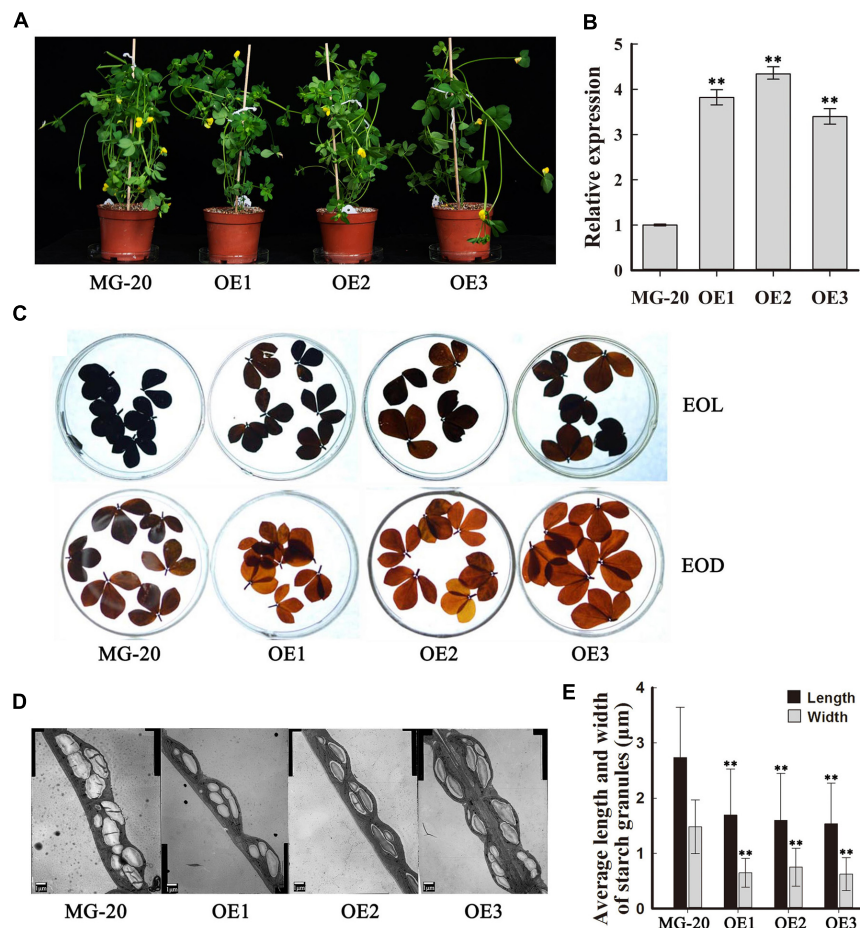 A
MG-20 OE1 OE2 OE3
B
Relative expression
5
4
3
2
1
0
** ** **
MG-20 OE1 OE2 OE3
C
EOL
EOD
MG-20 OE1 OE2 OE3
D
1µm 1µm 1µm 1µm
MG-20 OE1 OE2 OE3
E
Average length and width
of starch granules (µm)
4
3
2
1
0
Length
Width
** ** **
** ** **
MG-20 OE1 OE2 OE3